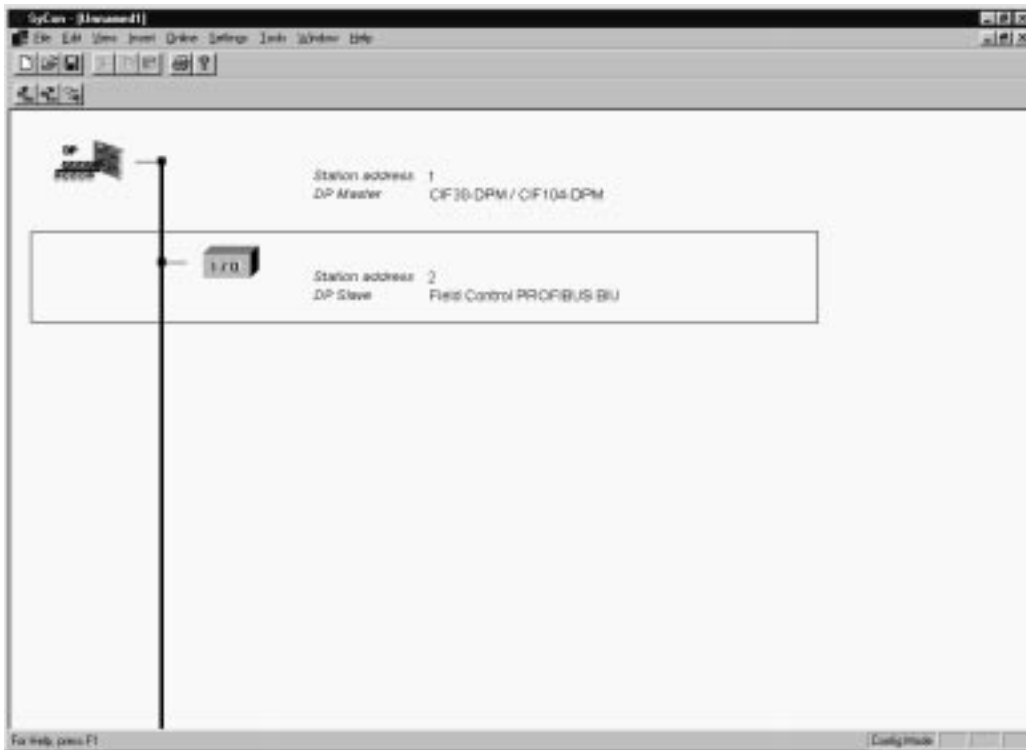 SyCon - [Unnamed1]
File Edit View Insert Online Settings Tools Window Help
DP
Station address 1
DP Master CIF30-DPM / CIF104-DPM
I / O
Station address 2
DP Slave Field Control PROFIBUS BIU
For Help, press F1
Config Mode